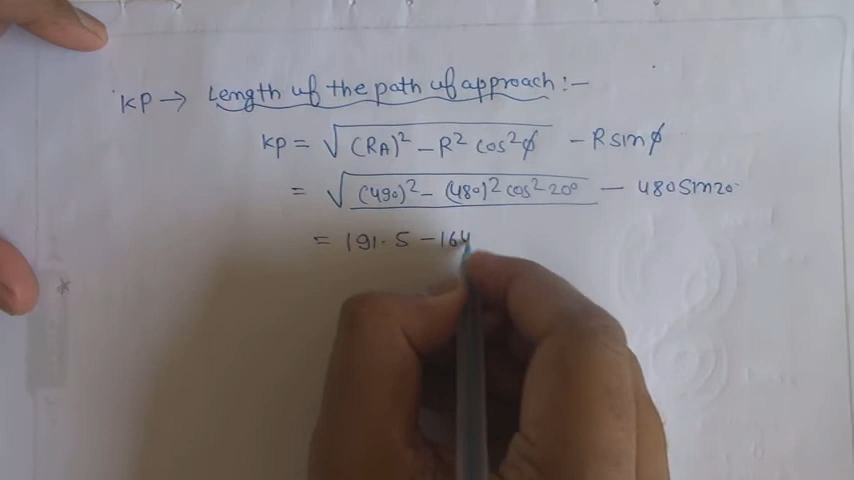 KP → Length of the path of approach :-
KP = √(RA)² - R² cos²φ - R sinφ
= √(490)² - (480)² cos² 20° - 480 sin 20°
= 191.5 - 164